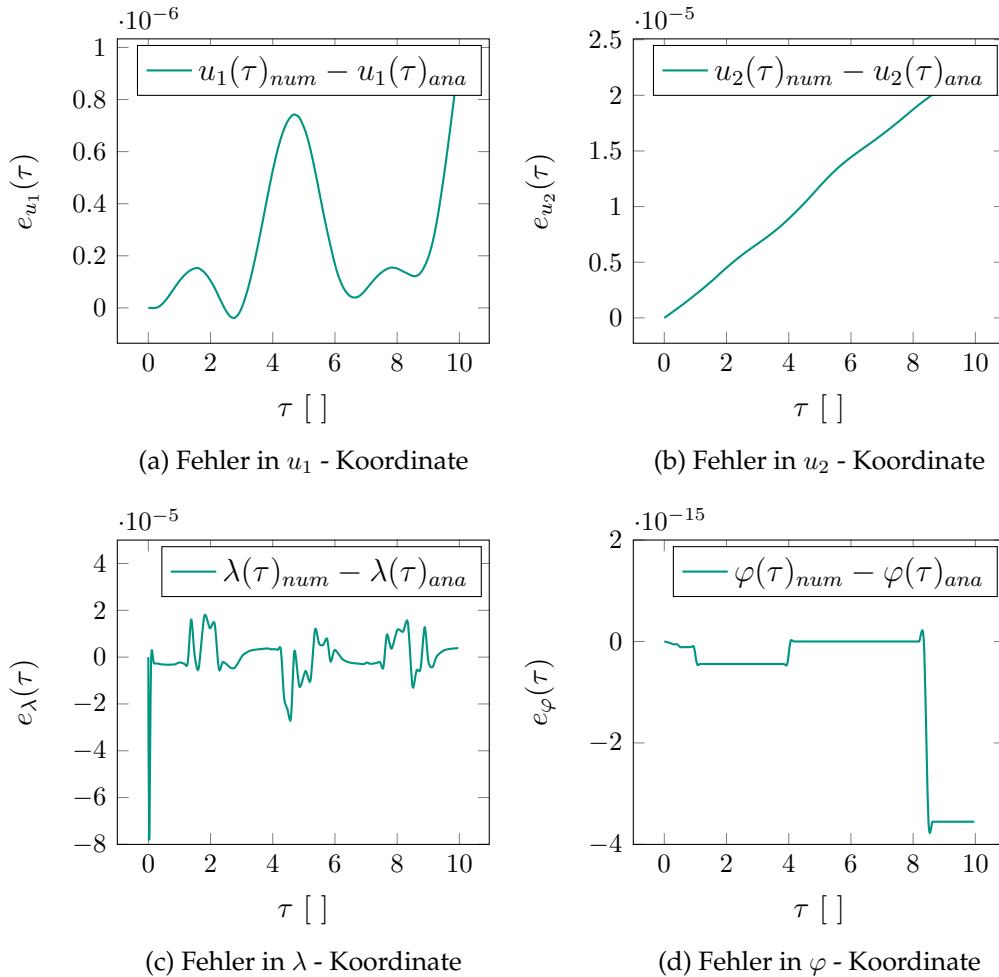 ·10⁻⁶
1
0.8
0.6
0.4
0.2
0
u₁(τ)ₙᵤₘ − u₁(τ)ₐₙₐ
e_{u₁}(τ)
0 2 4 6 8 10
τ [ ]
(a) Fehler in u₁ - Koordinate
·10⁻⁵
2.5
2
1.5
1
0.5
0
u₂(τ)ₙᵤₘ − u₂(τ)ₐₙₐ
e_{u₂}(τ)
0 2 4 6 8 10
τ [ ]
(b) Fehler in u₂ - Koordinate
·10⁻⁵
4
2
0
−2
−4
−6
−8
λ(τ)ₙᵤₘ − λ(τ)ₐₙₐ
e_λ(τ)
0 2 4 6 8 10
τ [ ]
(c) Fehler in λ - Koordinate
·10⁻¹⁵
2
0
−2
−4
φ(τ)ₙᵤₘ − φ(τ)ₐₙₐ
e_φ(τ)
0 2 4 6 8 10
τ [ ]
(d) Fehler in φ - Koordinate